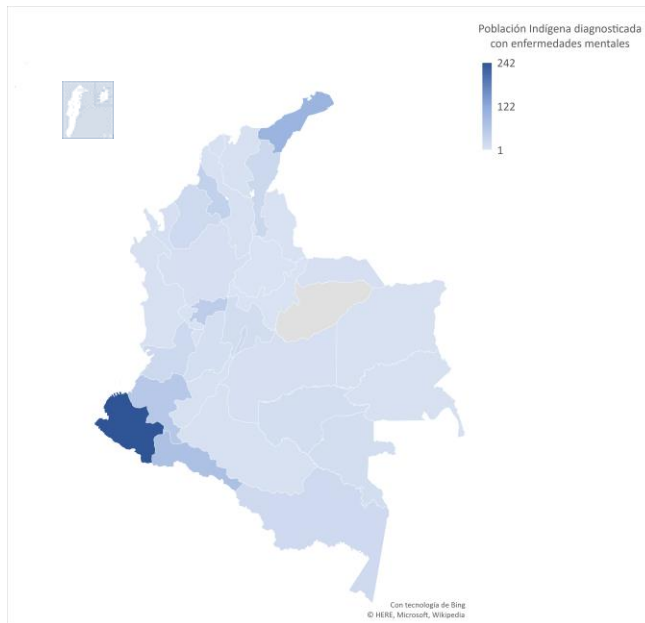 Población Indígena diagnosticada
con enfermedades mentales
242
122
1
Con tecnología de Bing
© HERE, Microsoft, Wikipedia